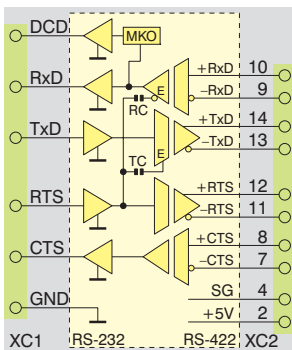 DCD MKO
RxD E +RxD 10
RC −RxD 9
TxD +TxD 14
−TxD 13
TC E
RTS +RTS 12
−RTS 11
CTS +CTS 8
−CTS 7
GND SG 4
+5V 2
XC1 RS-232 RS-422 XC2